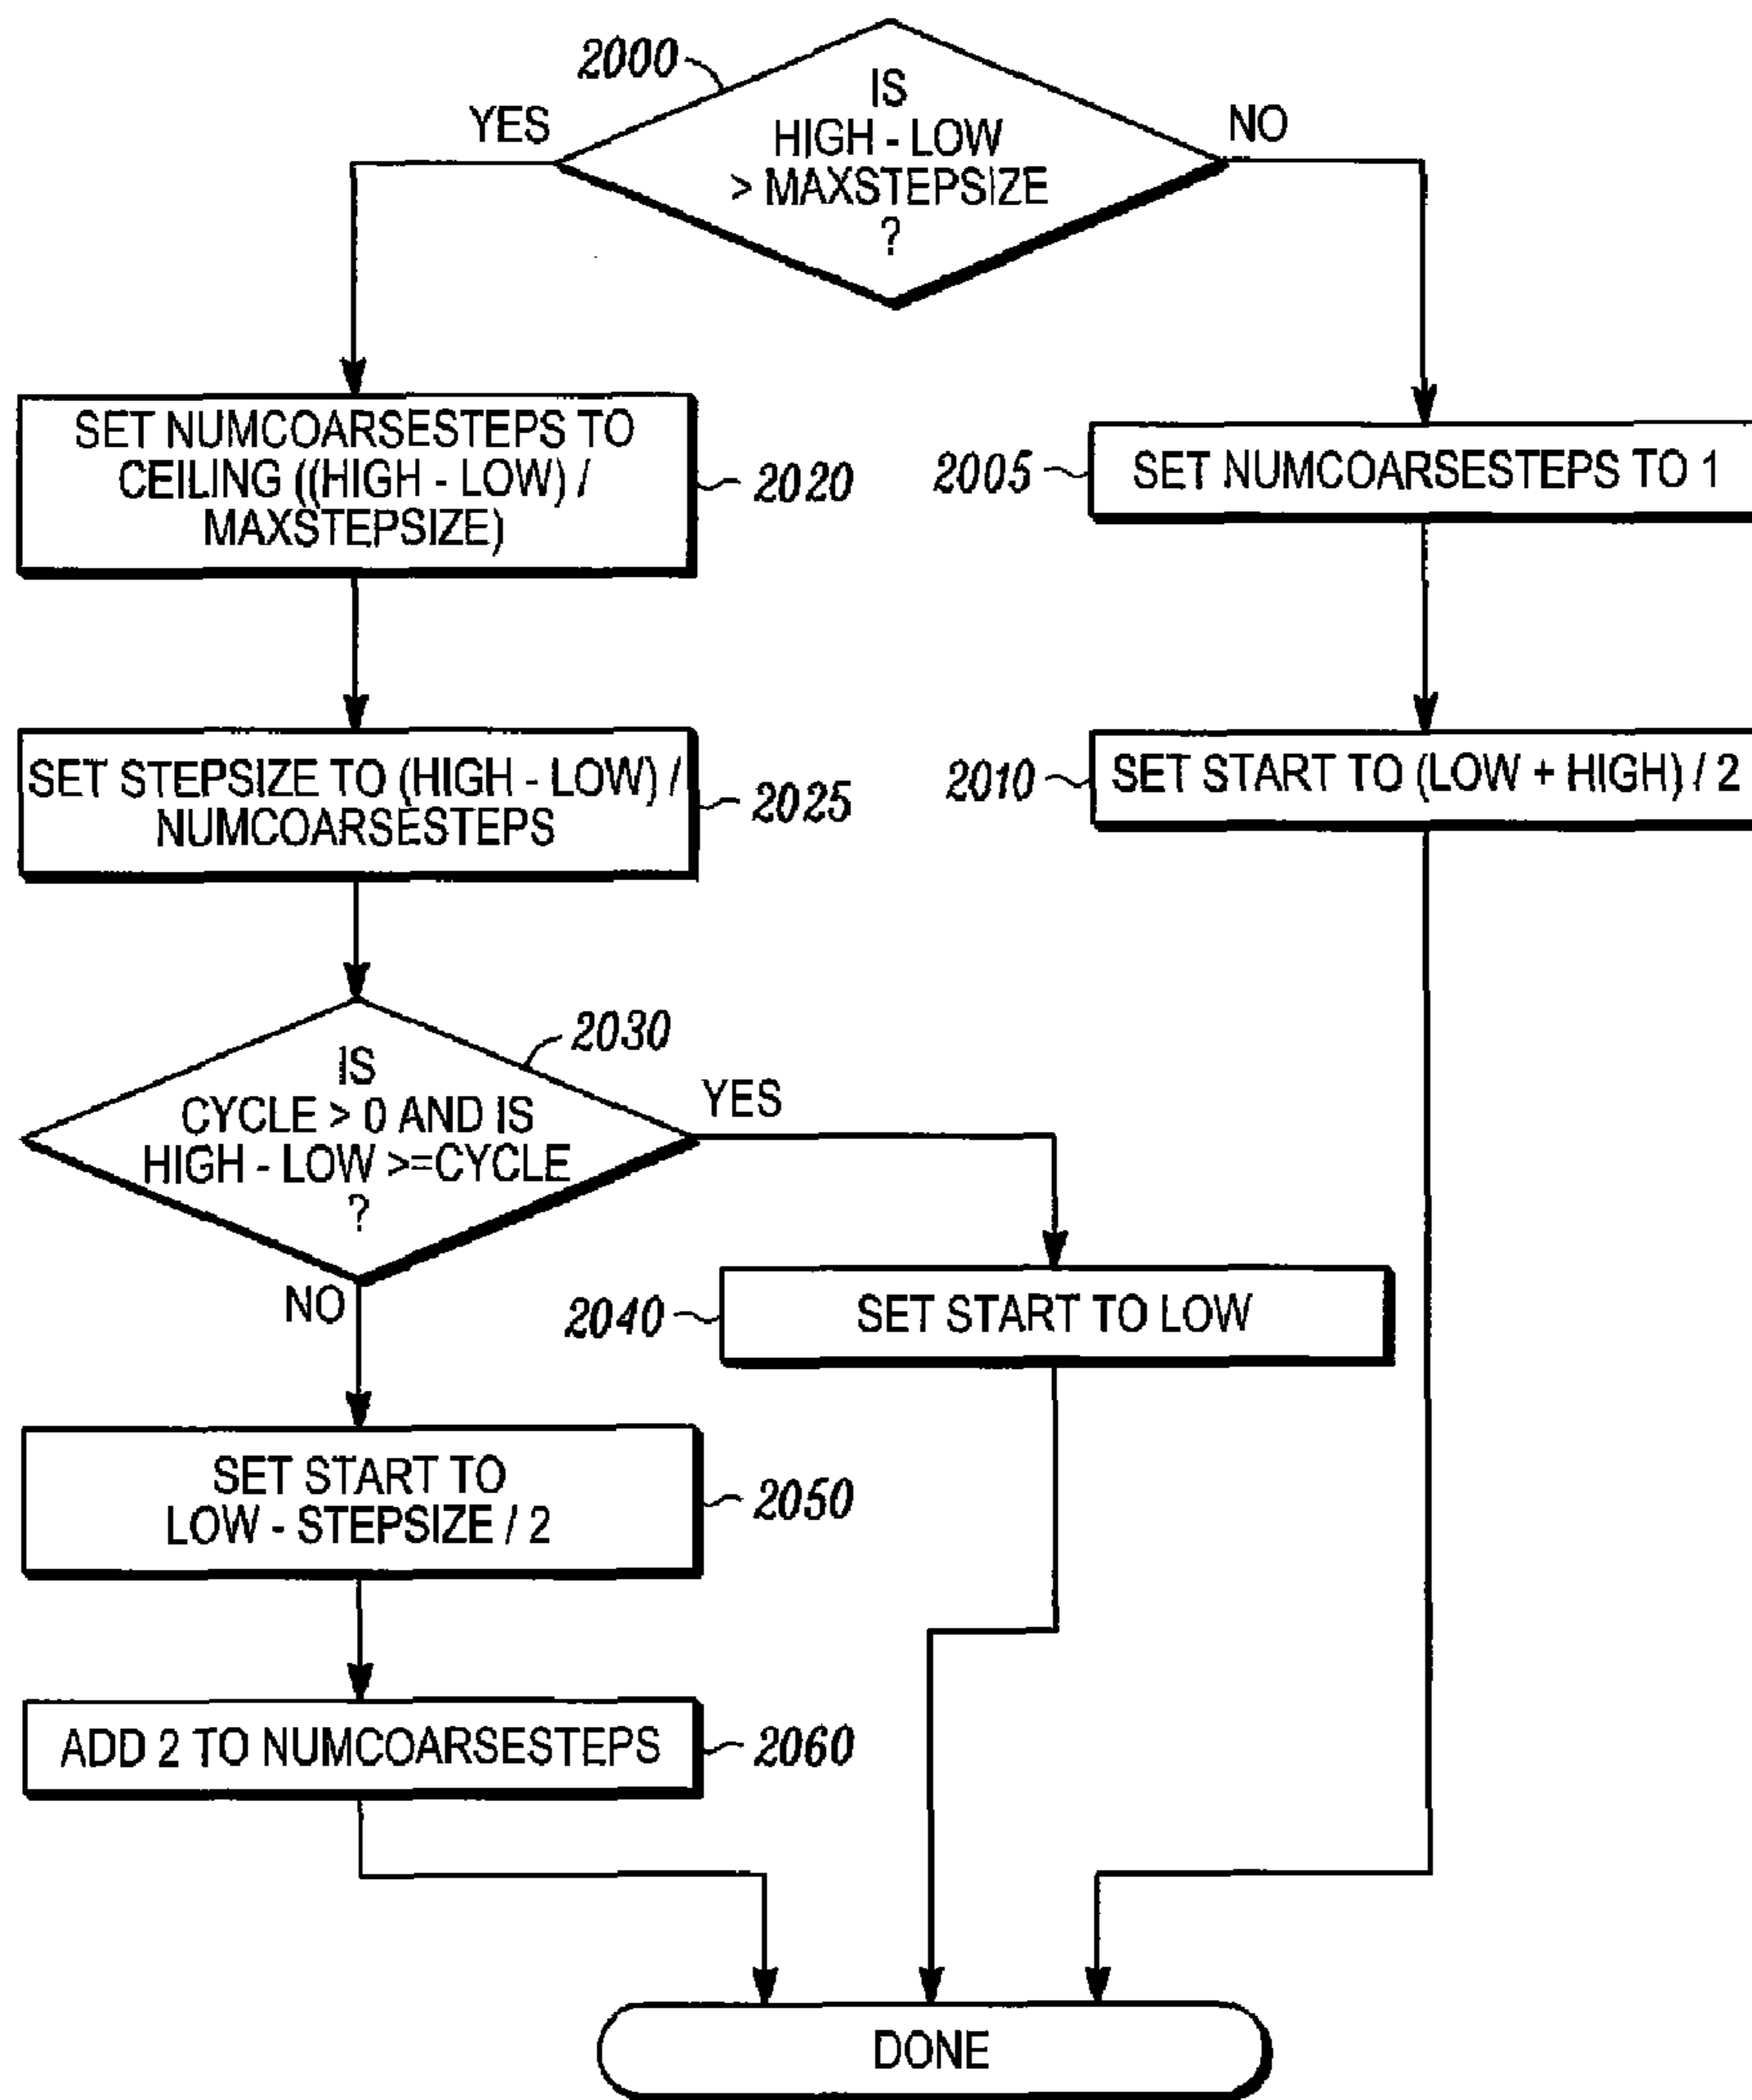 2000
IS
HIGH - LOW
> MAXSTEPSIZE
?
YES
NO
SET NUMCOARSESTEPS TO
CEILING ((HIGH - LOW) /
MAXSTEPSIZE)
2020
2005
SET NUMCOARSESTEPS TO 1
SET STEPSIZE TO (HIGH - LOW) /
NUMCOARSESTEPS
2025
2010
SET START TO (LOW + HIGH) / 2
2030
IS
CYCLE > 0 AND IS
HIGH - LOW >=CYCLE
?
YES
NO
2040
SET START TO LOW
SET START TO
LOW - STEPSIZE / 2
2050
ADD 2 TO NUMCOARSESTEPS
2060
DONE